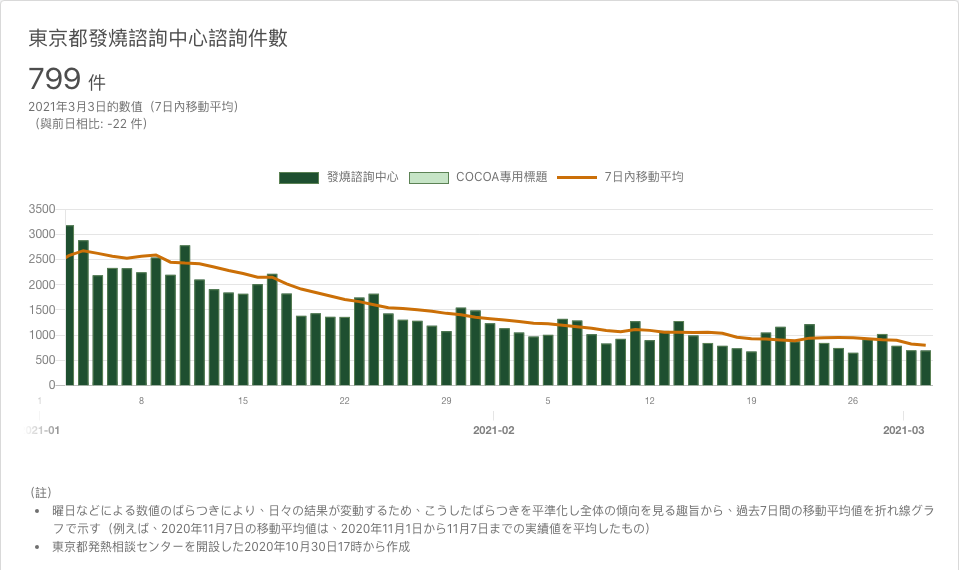 東京都發燒諮詢中心諮詢件數
799 件
2021年3月3日的數值（7日內移動平均）
（與前日相比: -22 件）
發燒諮詢中心 COCOA專用標題 7日內移動平均
3500
3000
2500
2000
1500
1000
500
0
1 8 15 22 29 5 12 19 26
021-01 2021-02 2021-03
（註）
• 曜日などによる数値のばらつきにより、日々の結果が変動するため、こうしたばらつきを平準化し全体の傾向を見る趣旨から、過去7日間の移動平均値を折れ線グラ
フで示す（例えば、2020年11月7日の移動平均値は、2020年11月1日から11月7日までの実績値を平均したもの）
• 東京都発熱相談センターを開設した2020年10月30日17時から作成